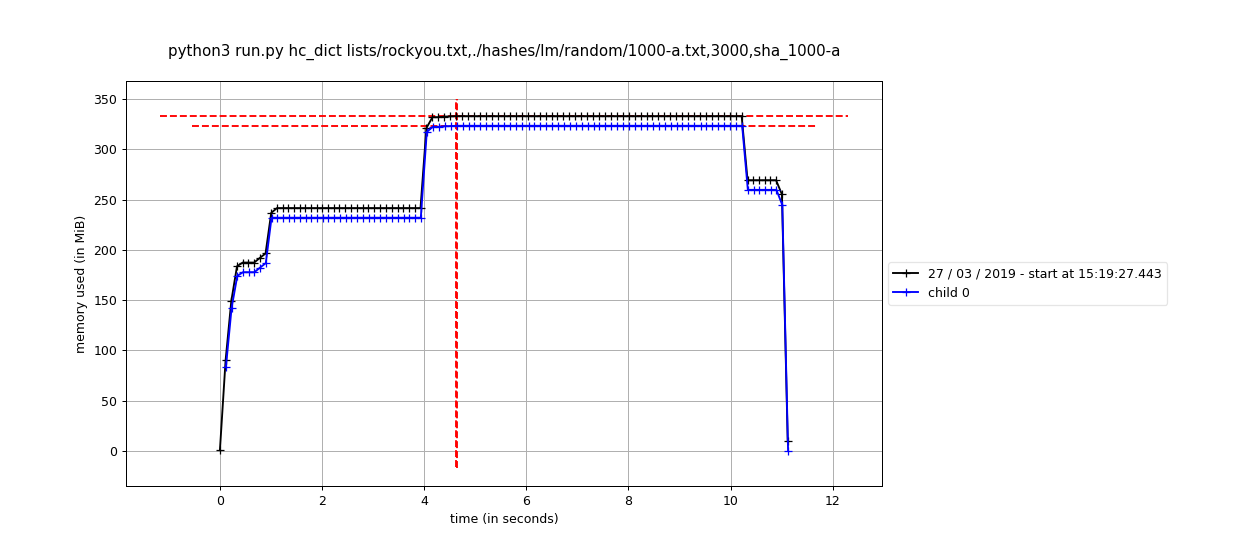 python3 run.py hc_dict lists/rockyou.txt,./hashes/lm/random/1000-a.txt,3000,sha_1000-a
350
300
250
200
150
100
50
0
memory used (in MiB)
0 2 4 6 8 10 12
time (in seconds)
27 / 03 / 2019 - start at 15:19:27.443
child 0